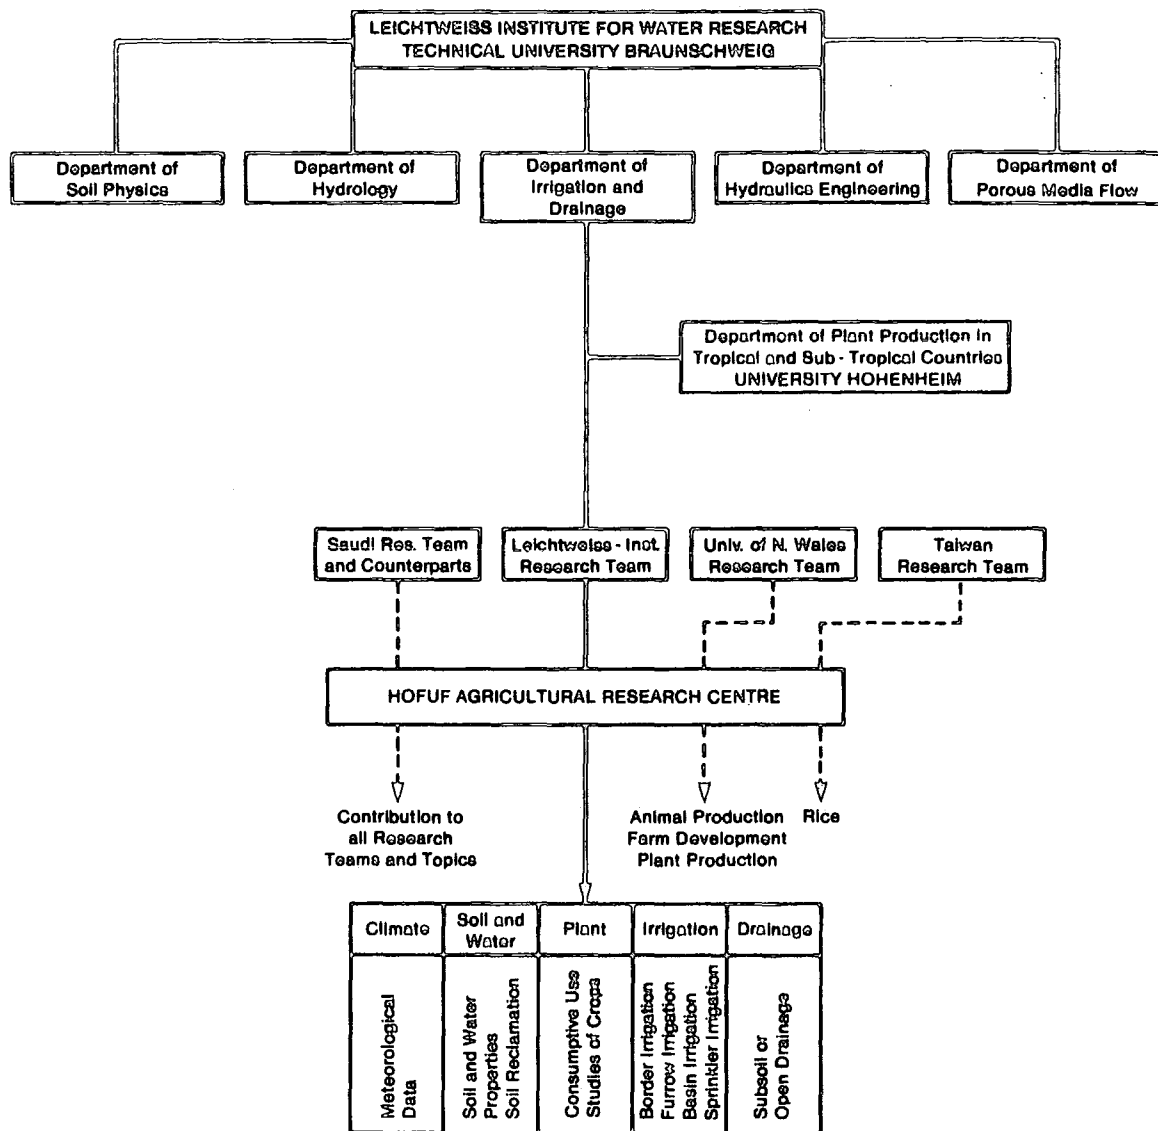 LEICHTWEISS INSTITUTE FOR WATER RESEARCH
TECHNICAL UNIVERSITY BRAUNSCHWEIG
Department of
Soil Physics
Department of
Hydrology
Department of
Irrigation and
Drainage
Department of
Hydraulics Engineering
Department of
Porous Media Flow
Department of Plant Production in
Tropical and Sub - Tropical Countries
UNIVERSITY HOHENHEIM
Saudi Res. Team
and Counterparts
Leichtweiss - Inst.
Research Team
Univ. of N. Wales
Research Team
Taiwan
Research Team
HOFUF AGRICULTURAL RESEARCH CENTRE
Contribution to
all Research
Teams and Topics
Animal Production
Farm Development
Plant Production
Rice
Climate
Soil and
Water
Plant
Irrigation
Drainage
Meteorological
Data
Soil and Water
Properties
Soil Reclamation
Consumptive Use
Studies of Crops
Border Irrigation
Furrow Irrigation
Basin Irrigation
Sprinkler Irrigation
Subsoil or
Open Drainage